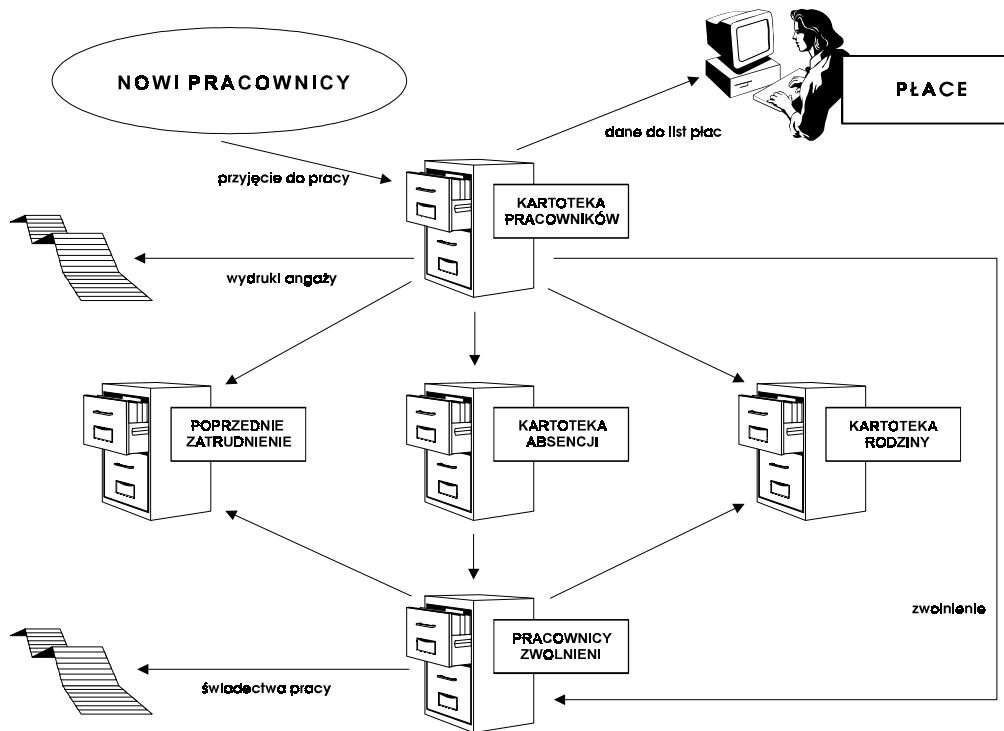 NOWI PRACOWNICY
PŁACE
dane do list płac
przyjęcie do pracy
KARTOTEKA
PRACOWNIKÓW
wydruki angaży
POPRZEDNIE
ZATRUDNIENIE
KARTOTEKA
ABSENCJI
KARTOTEKA
RODZINY
zwolnienie
PRACOWNICY
ZWOLNIENI
świadectwa pracy